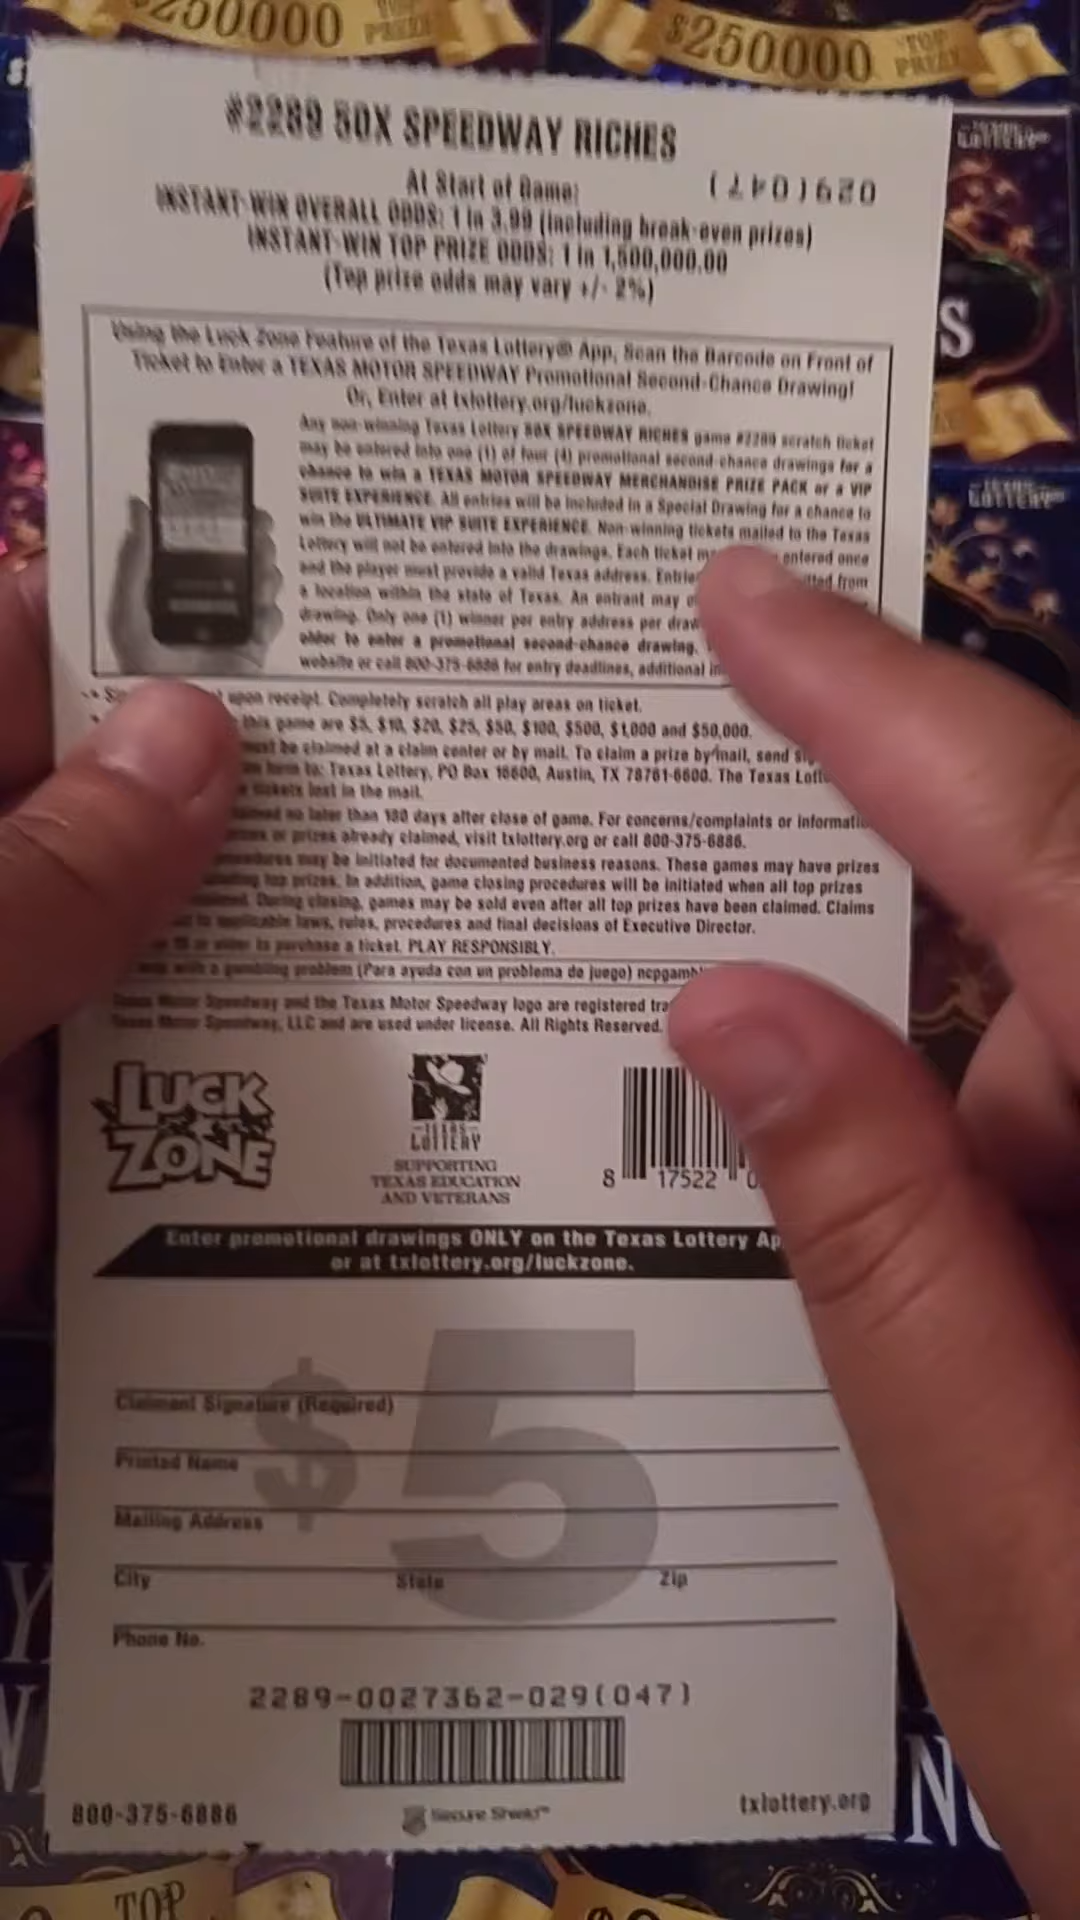 $250000 TOP PRIZE
$250000 TOP PRIZE
#2289 50X SPEEDWAY RICHES
029(047)620
At Start of Game:
INSTANT-WIN OVERALL ODDS: 1 in 3.99 (including break-even prizes)
INSTANT-WIN TOP PRIZE ODDS: 1 in 1,500,000.00
(Top prize odds may vary +/- 2%)
Using the Luck Zone Feature of the Texas Lottery® App, Scan the Barcode on Front of
Ticket to Enter a TEXAS MOTOR SPEEDWAY Promotional Second-Chance Drawing!
Or, Enter at txlottery.org/luckzone.
Any non-winning Texas Lottery 50X SPEEDWAY RICHES game #2289 scratch ticket
may be entered into one (1) of four (4) promotional second-chance drawings for a
chance to win a TEXAS MOTOR SPEEDWAY MERCHANDISE PRIZE PACK or a VIP
SUITE EXPERIENCE. All entries will be included in a Special Drawing for a chance to
win the ULTIMATE VIP SUITE EXPERIENCE. Non-winning tickets mailed to the Texas
Lottery will not be entered into the drawings. Each ticket entered once
and the player must provide a valid Texas address. from
a location within the state of Texas. An entrant may
drawing. Only one (1) winner per entry address per
older to enter a promotional second-chance drawing.
website or call 800-375-6886 for entry deadlines, additional
upon receipt. Completely scratch all play areas on ticket.
this game are $5, $10, $20, $25, $50, $100, $500, $1,000 and $50,000.
must be claimed at a claim center or by mail. To claim a prize by mail, send
to: Texas Lottery, PO Box 16600, Austin, TX 78761-6600. The Texas
tickets lost in the mail.
no later than 180 days after close of game. For concerns/complaints or
or prizes already claimed, visit txlottery.org or call 800-375-6886.
procedures may be initiated for documented business reasons. These games may have prizes
top prizes. In addition, game closing procedures will be initiated when all top prizes
During closing, games may be sold even after all top prizes have been claimed. Claims
to applicable laws, rules, procedures and final decisions of Executive Director.
or older to purchase a ticket. PLAY RESPONSIBLY.
with a gambling problem (Para ayuda con un problema de juego)
Texas Motor Speedway and the Texas Motor Speedway logo are registered
Texas Motor Speedway, LLC and are used under license. All Rights Reserved.
LUCK
ZONE
TEXAS
LOTTERY
SUPPORTING
TEXAS EDUCATION
AND VETERANS
8 17522 0
Enter promotional drawings ONLY on the Texas Lottery
or at txlottery.org/luckzone.
$5
Claimant Signature (Required)
Printed Name
Mailing Address
City State Zip
Phone No.
2289-0027362-029(047)
800-375-6886
Secure Shield™
txlottery.org
TOP